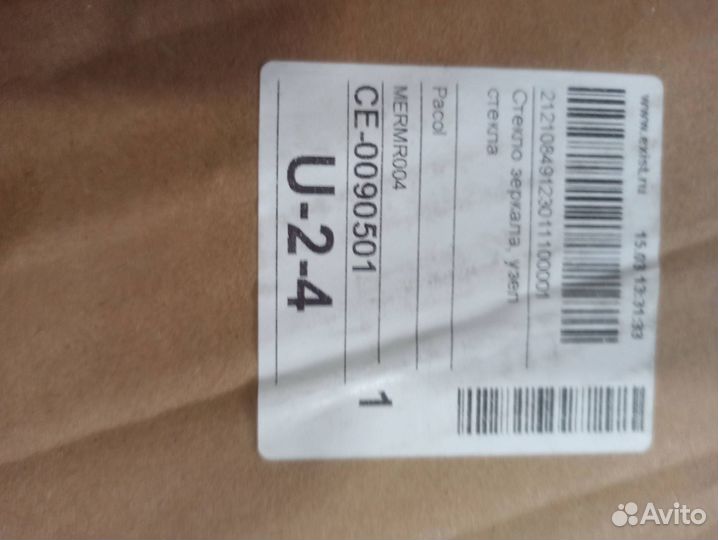 www.exist.ru 15.03 13:31:33
21210849123011100001
Стекло зеркала, узел
стекла
Pacol
MERMR004
CE-0090501 1
U-2-4
Avito